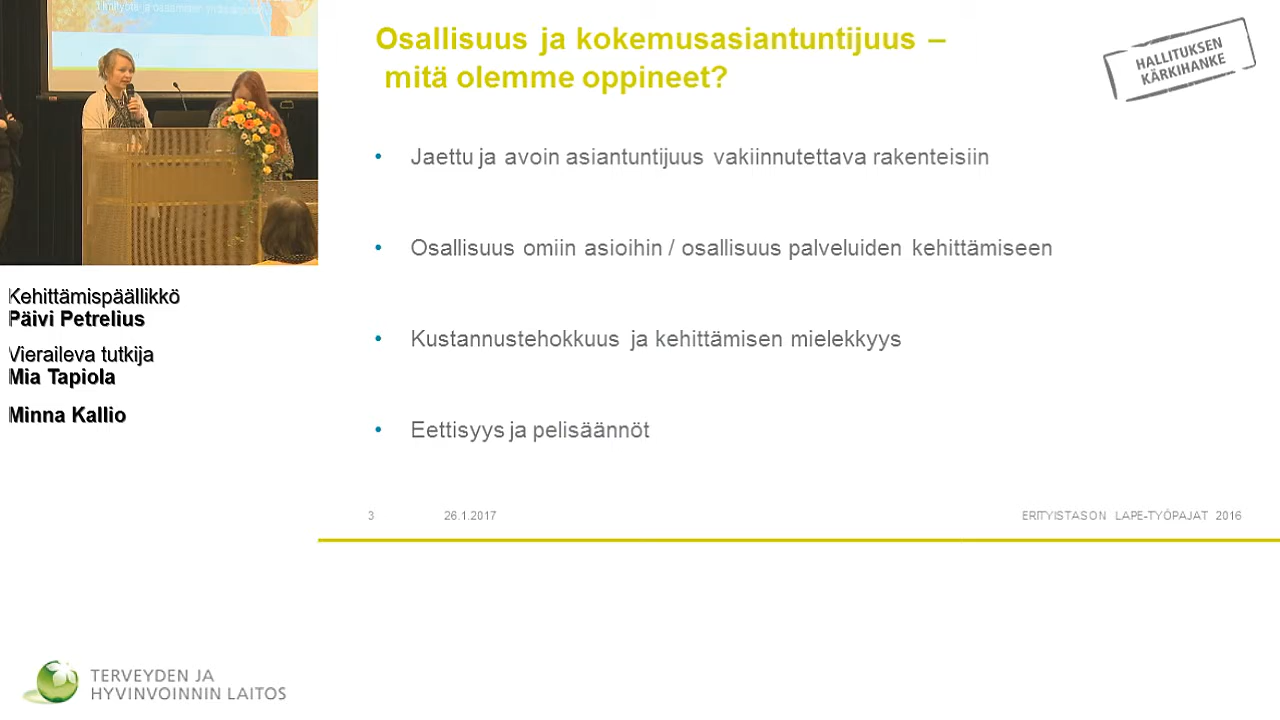 Osallisuus ja kokemusasiantuntijuus –
mitä olemme oppineet?
HALLITUKSEN
KÄRKIHANKE
• Jaettu ja avoin asiantuntijuus vakiinnutettava rakenteisiin
• Osallisuus omiin asioihin / osallisuus palveluiden kehittämiseen
• Kustannustehokkuus ja kehittämisen mielekkyys
• Eettisyys ja pelisäännöt
3 26.1.2017 ERITYISTASON LAPE-TYÖPAJAT 2016
Kehittämispäällikkö
Päivi Petrelius
Vieraileva tutkija
Mia Tapiola
Minna Kallio
TERVEYDEN JA
HYVINVOINNIN LAITOS